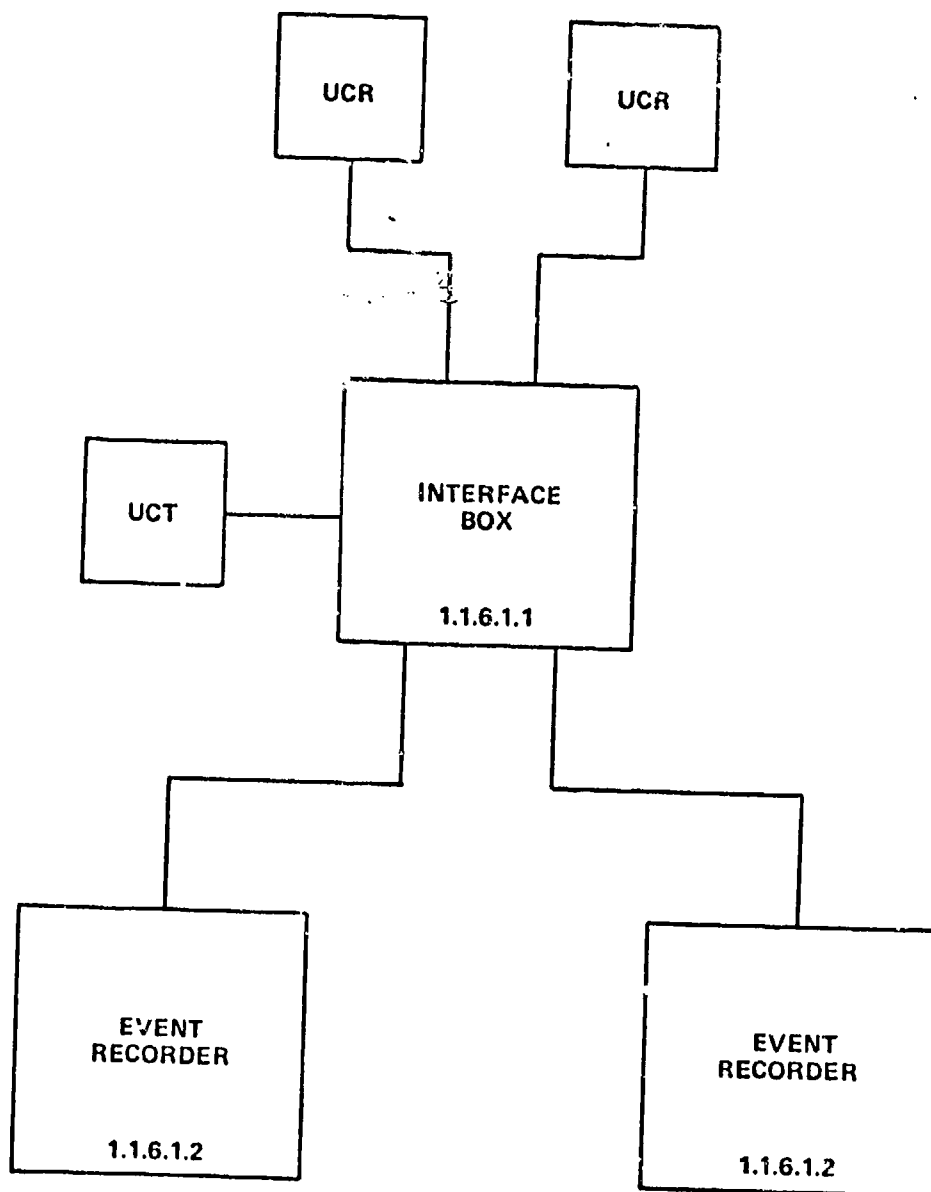 UCR
UCR
UCT
INTERFACE
BOX
1.1.6.1.1
EVENT
RECORDER
1.1.6.1.2
EVENT
RECORDER
1.1.6.1.2